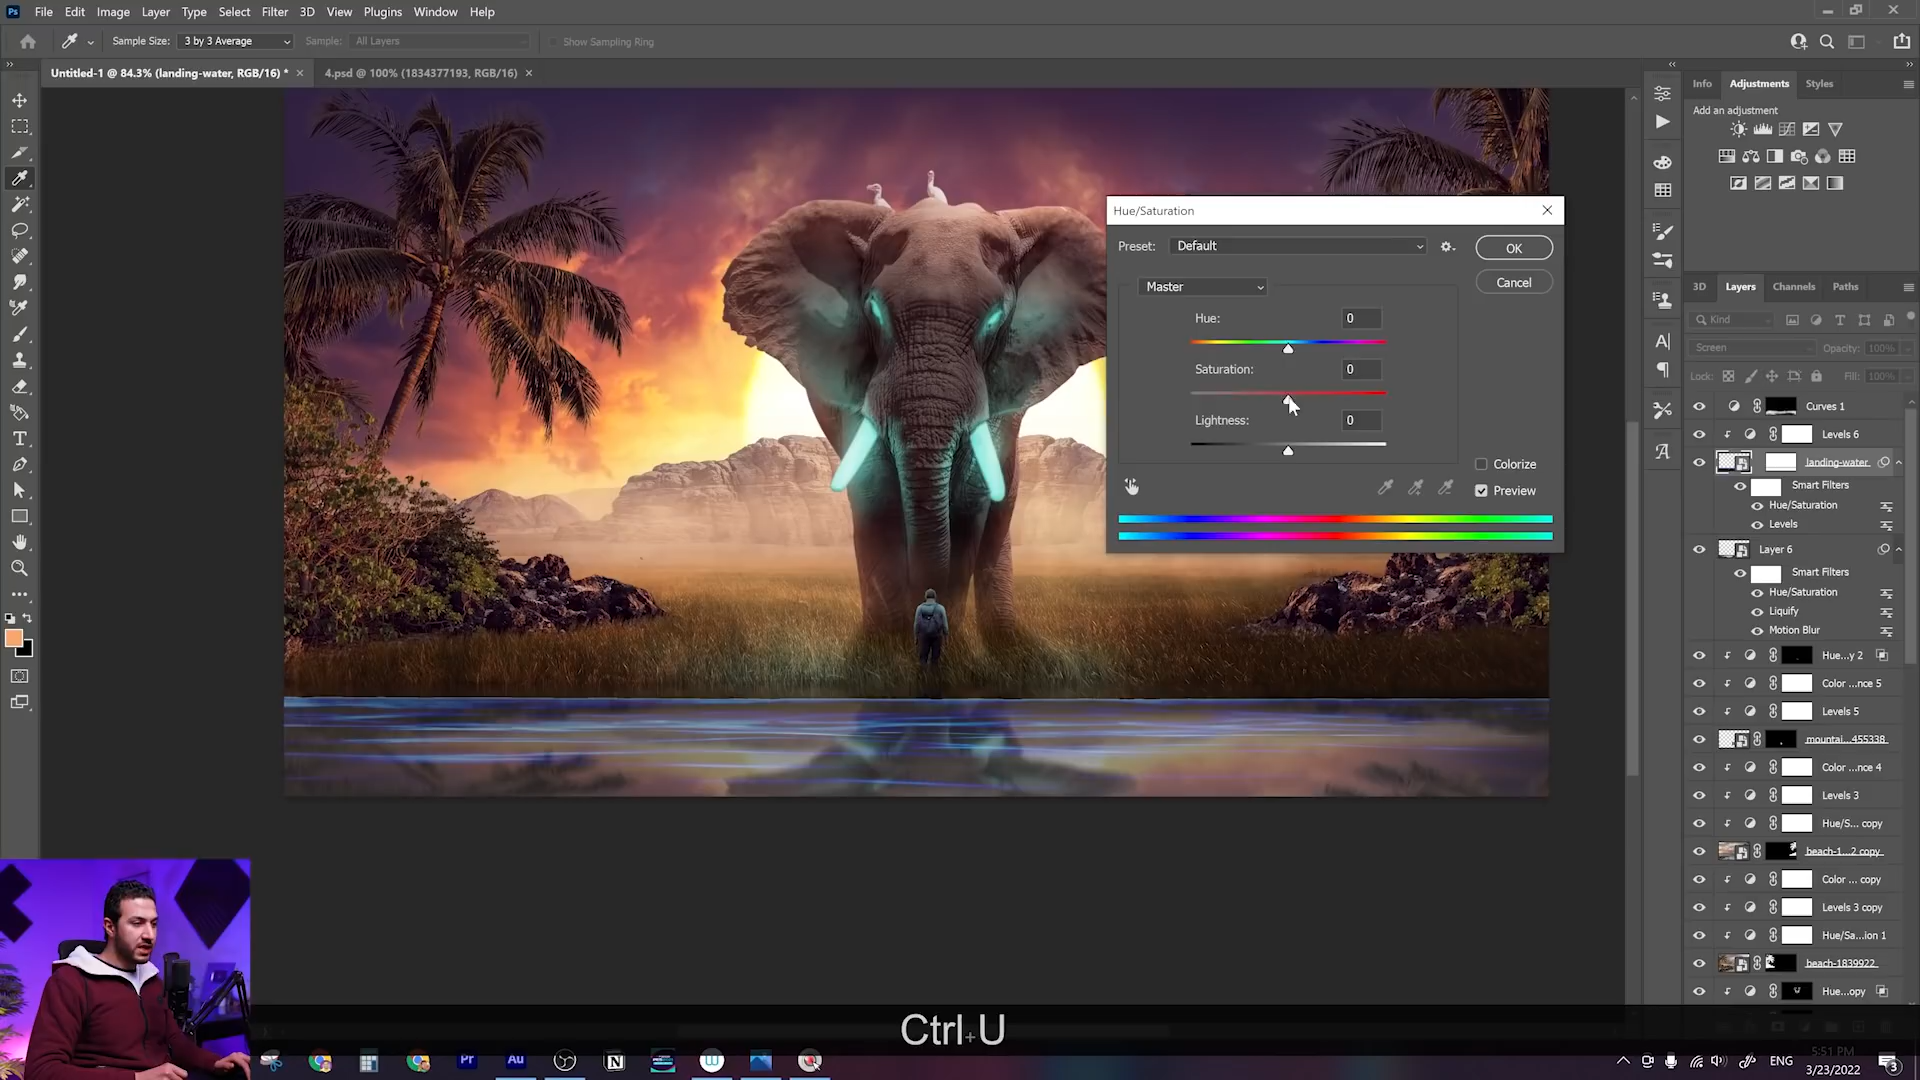 Ps File Edit Image Layer Type Select Filter 3D View Plugins Window Help
Sample Size: 3 by 3 Average Sample: All Layers Show Sampling Ring
Untitled-1 @ 84.3% (landing-water, RGB/16) * × 4.psd @ 100% (1834377193, RGB/16) ×
Info Adjustments Styles
Add an adjustment
Hue/Saturation
Preset: Default
OK
Master
Cancel
Hue: 0
Saturation: 0
Lightness: 0
Colorize
Preview
3D Layers Channels Paths
Kind
Screen Opacity: 100%
Lock: Fill: 100%
Curves 1
Levels 6
landing-water
Smart Filters
Hue/Saturation
Levels
Layer 6
Smart Filters
Hue/Saturation
Liquify
Motion Blur
Hue...y 2
Color ...nce 5
Levels 5
mountai...455338
Color ...nce 4
Levels 3
Hue/S... copy
beach-1...2 copy
Color ... copy
Levels 3 copy
Hue/Sa...ion 1
beach-1839922
Hue...opy
Ctrl+U
Pr Au
ENG
5:51 PM
3/23/2022
3